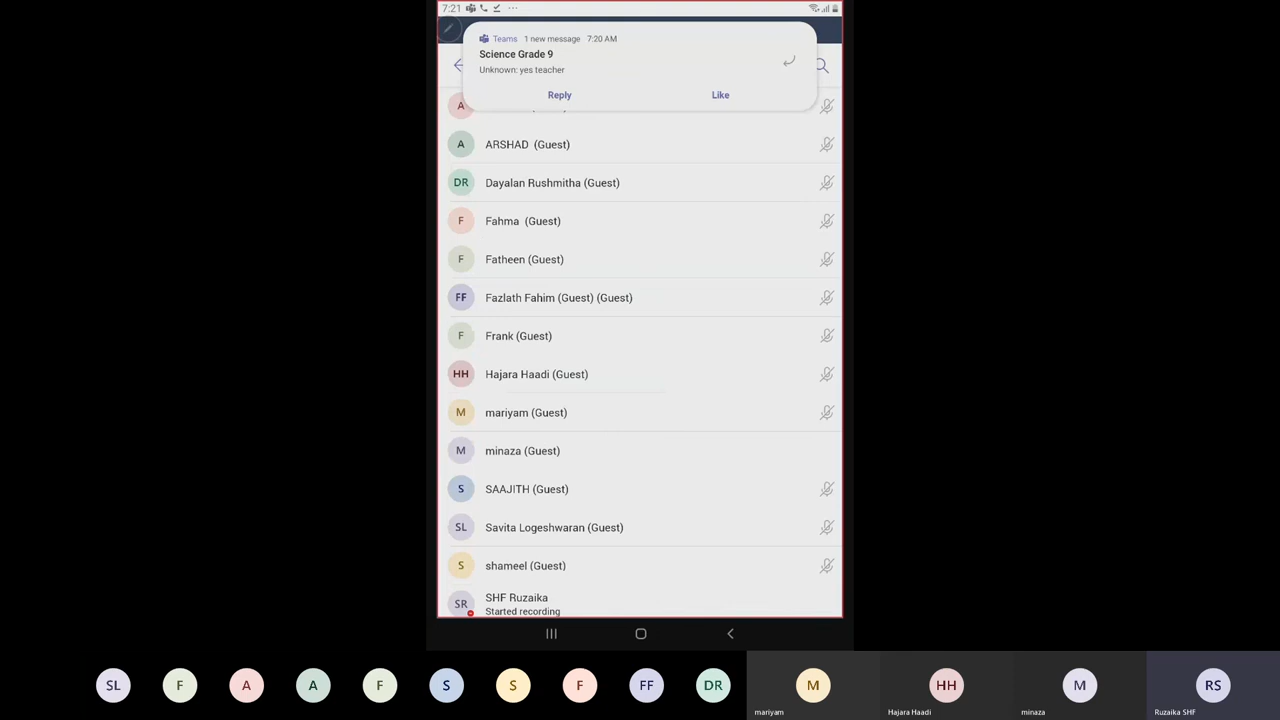 7:21
Teams 1 new message 7:20 AM
Science Grade 9
Unknown: yes teacher
Reply Like
A
A ARSHAD (Guest)
DR Dayalan Rushmitha (Guest)
F Fahma (Guest)
F Fatheen (Guest)
FF Fazlath Fahim (Guest) (Guest)
F Frank (Guest)
HH Hajara Haadi (Guest)
M mariyam (Guest)
M minaza (Guest)
S SAAJITH (Guest)
SL Savita Logeshwaran (Guest)
S shameel (Guest)
SR SHF Ruzaika
Started recording
SL F A A F S S F FF DR M HH M RS
mariyam Hajara Haadi minaza Ruzaika SHF